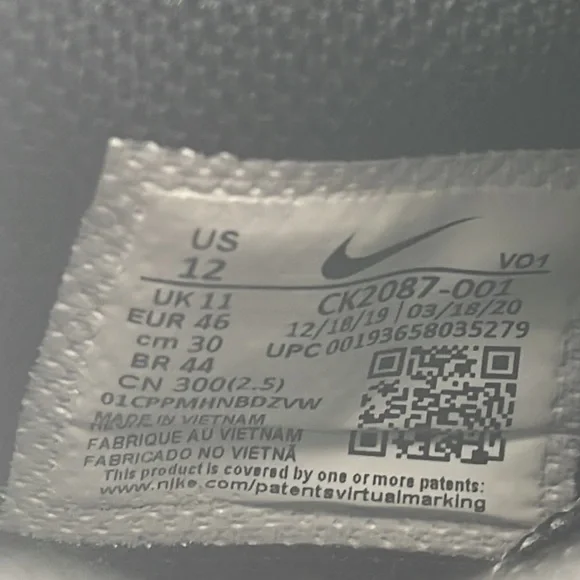 US
12
VO1
UK 11
EUR 46
cm 30
BR 44
CN 300(2.5)
CK2087-001
12/18/19 | 03/18/20
UPC 00193658035279
01CPPMHNBDZVW
MADE IN VIETNAM
FABRIQUE AU VIETNAM
FABRICADO NO VIETNÃ
This product is covered by one or more patents:
www.nike.com/patentsvirtualmarking